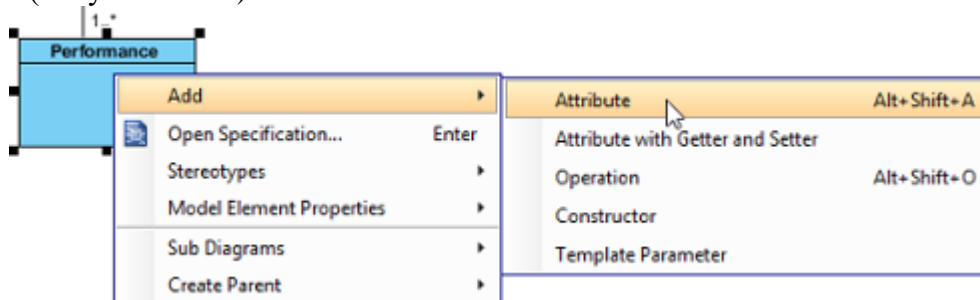 1..*
Performance
Add
Open Specification... Enter
Stereotypes
Model Element Properties
Sub Diagrams
Create Parent
Attribute Alt+Shift+A
Attribute with Getter and Setter
Operation Alt+Shift+O
Constructor
Template Parameter